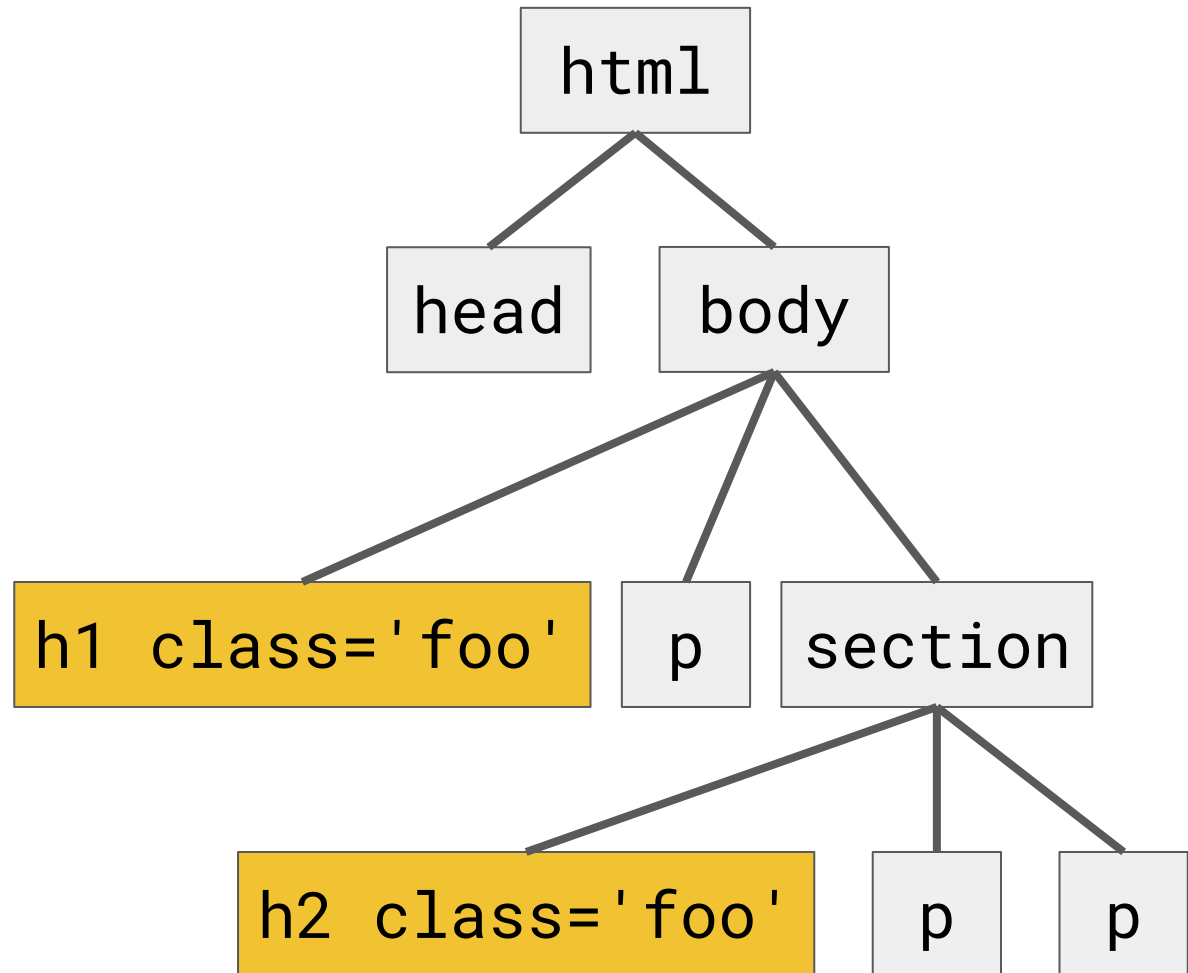 html
head
body
h1 class='foo'
p
section
h2 class='foo'
p
p